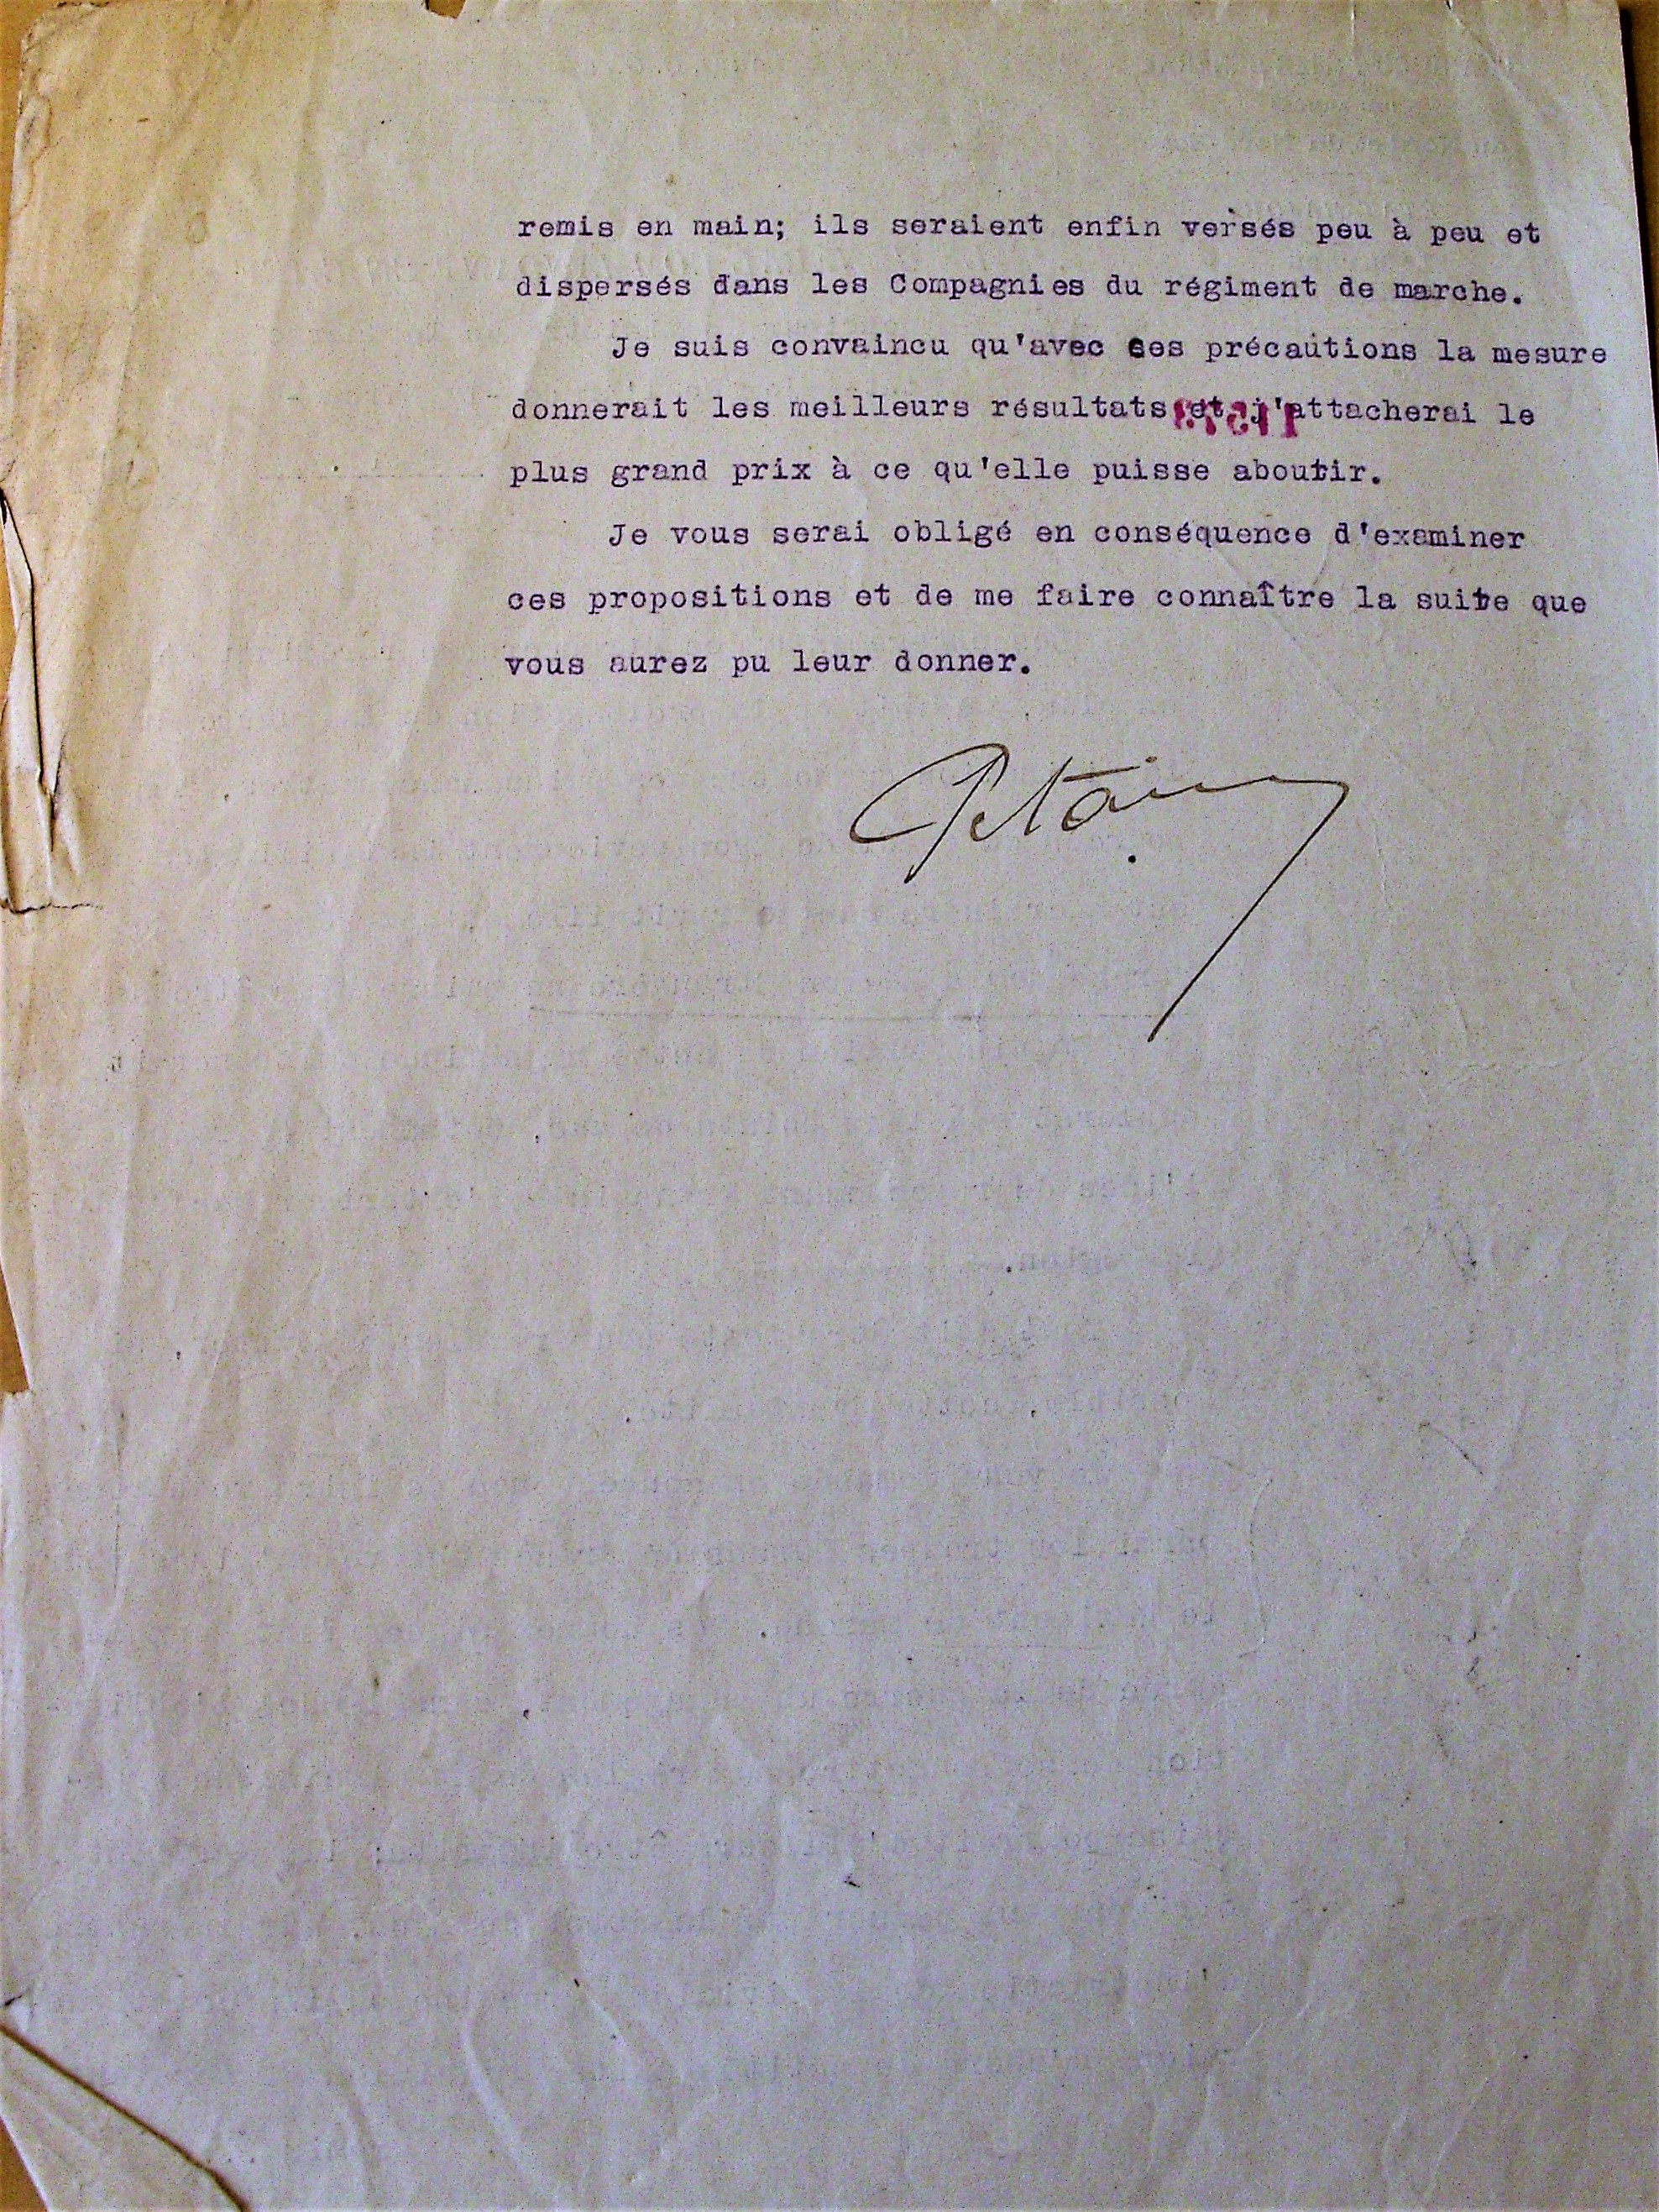 remis en main; ils seraient enfin versés peu à peu et
dispersés dans les Compagnies du régiment de marche.
Je suis convaincu qu'avec ces précautions la mesure
donnerait les meilleurs résultats et j'attacherai le
plus grand prix à ce qu'elle puisse aboutir.
Je vous serai obligé en conséquence d'examiner
ces propositions et de me faire connaître la suite que
vous aurez pu leur donner.
Petain